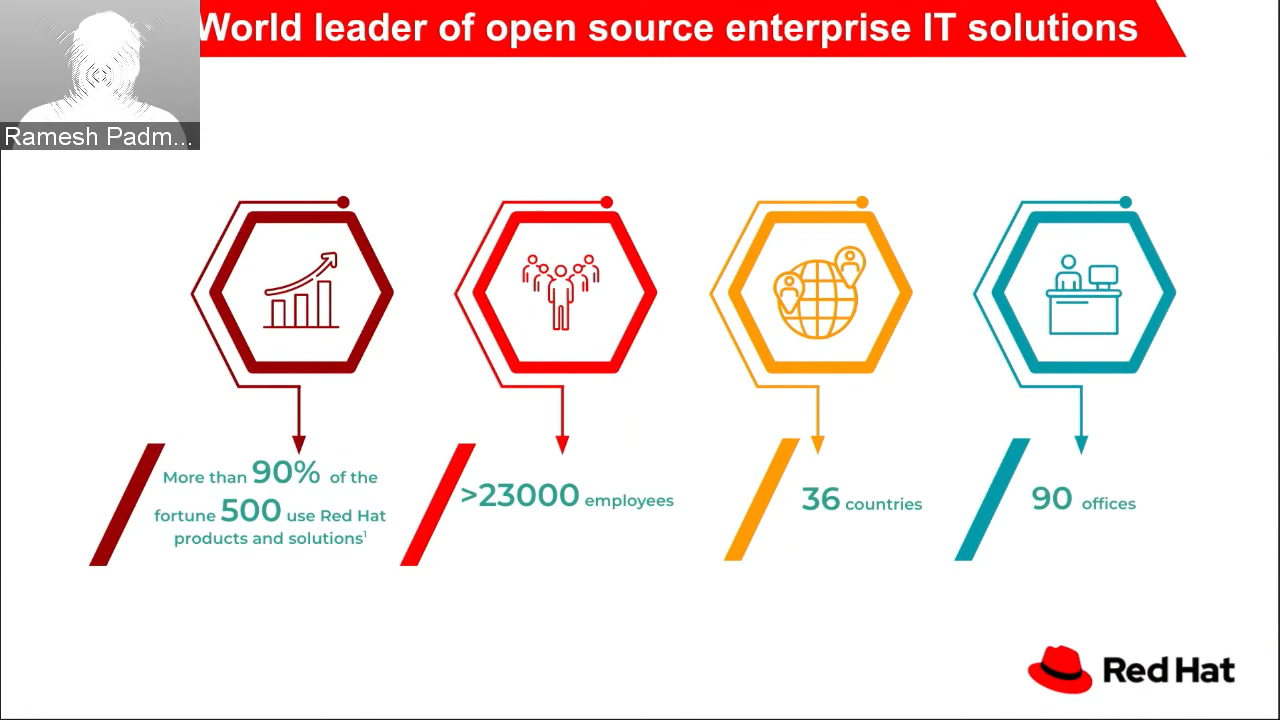 World leader of open source enterprise IT solutions
Ramesh Padm...
More than 90% of the
fortune 500 use Red Hat
products and solutions¹
>23000 employees
36 countries
90 offices
Red Hat